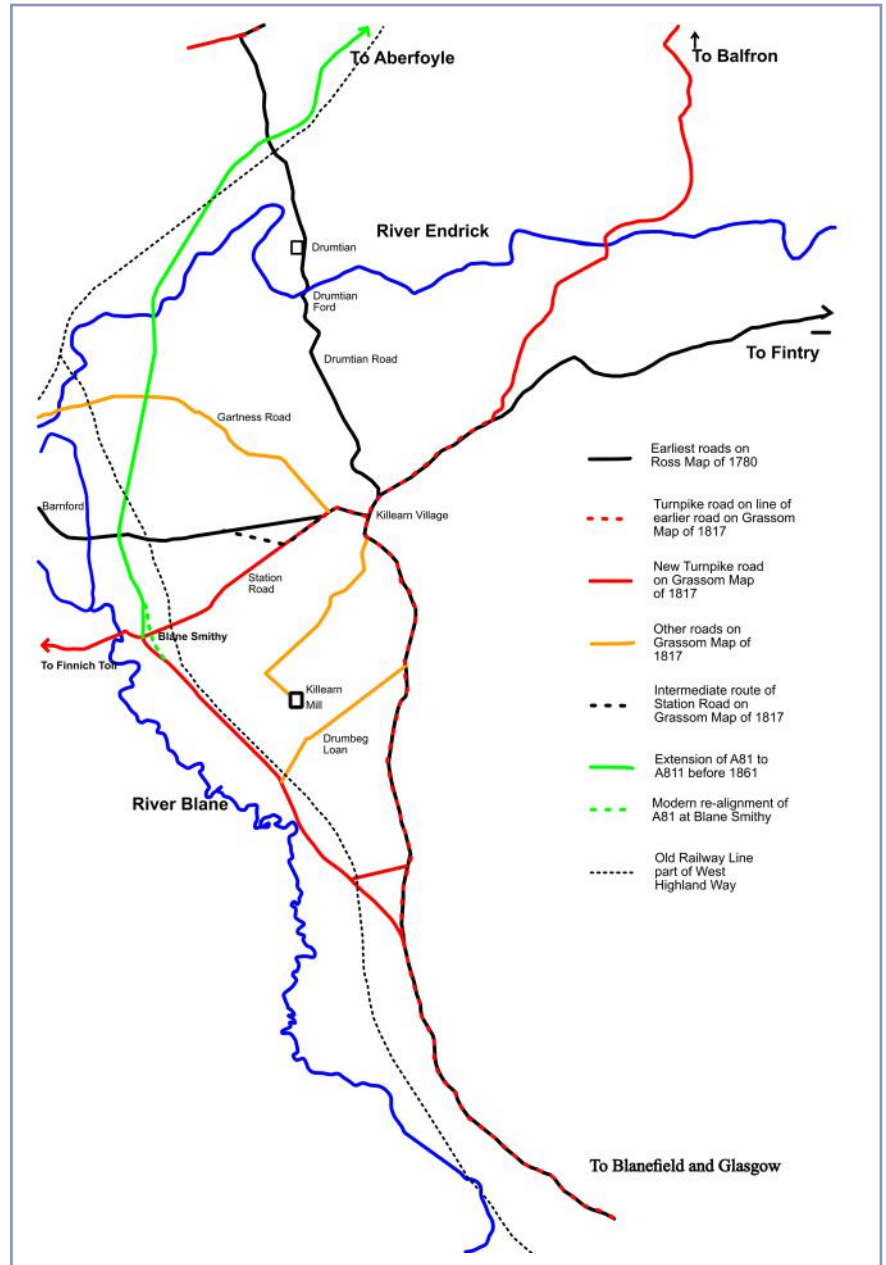 To Aberfoyle
To Balfron
River Endrick
Drumtian
Drumtian
Ford
Drumtian Road
To Fintry
Gartness Road
Barnford
Killearn Village
Station
Road
Blane Smithy
To Finnich Toll
Killearn
Mill
Drumbeg
Loan
River Blane
To Blanefield and Glasgow
Earliest roads on
Ross Map of 1780
Turnpike road on line of
earlier road on Grassom
Map of 1817
New Turnpike road
on Grassom Map
of 1817
Other roads on
Grassom Map of
1817
Intermediate route of
Station Road on
Grassom Map of 1817
Extension of A81 to
A811 before 1861
Modern re-alignment of
A81 at Blane Smithy
Old Railway Line
part of West
Highland Way